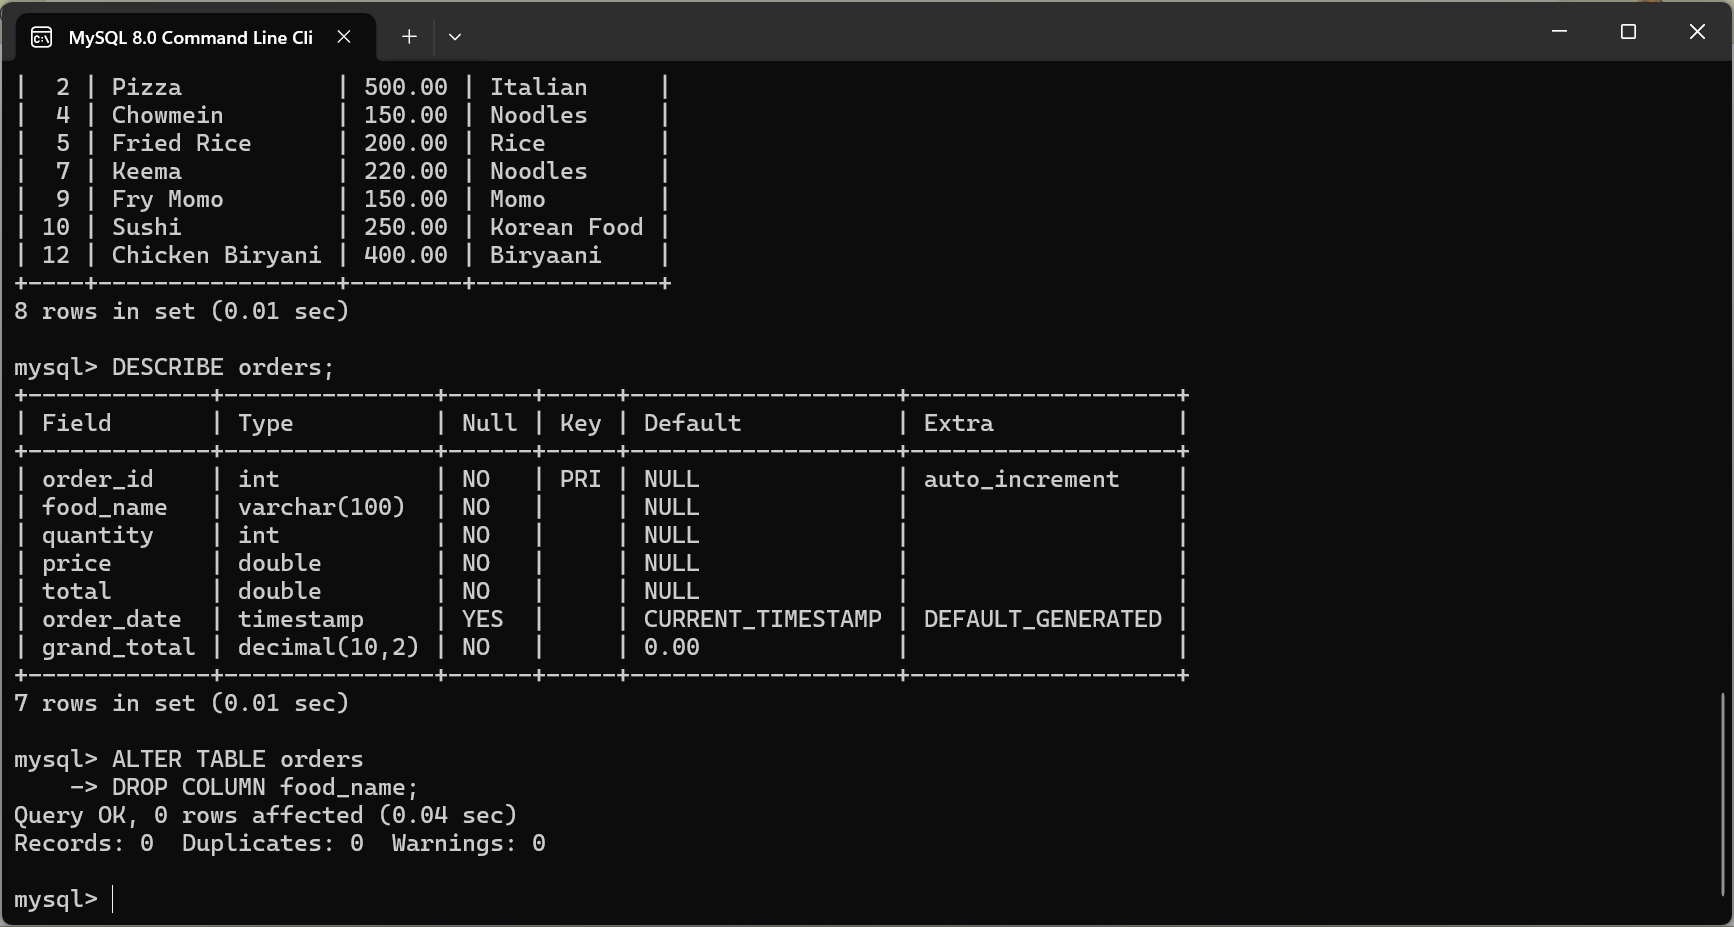 MySQL 8.0 Command Line Cli
|  2 | Pizza           | 500.00 | Italian     |
|  4 | Chowmein        | 150.00 | Noodles     |
|  5 | Fried Rice      | 200.00 | Rice        |
|  7 | Keema           | 220.00 | Noodles     |
|  9 | Fry Momo        | 150.00 | Momo        |
| 10 | Sushi           | 250.00 | Korean Food |
| 12 | Chicken Biryani | 400.00 | Biryaani    |
+----+-----------------+--------+-------------+
8 rows in set (0.01 sec)
mysql> DESCRIBE orders;
+-------------+---------------+------+-----+-------------------+-------------------+
| Field       | Type          | Null | Key | Default           | Extra             |
+-------------+---------------+------+-----+-------------------+-------------------+
| order_id    | int           | NO   | PRI | NULL              | auto_increment    |
| food_name   | varchar(100)  | NO   |     | NULL              |                   |
| quantity    | int           | NO   |     | NULL              |                   |
| price       | double        | NO   |     | NULL              |                   |
| total       | double        | NO   |     | NULL              |                   |
| order_date  | timestamp     | YES  |     | CURRENT_TIMESTAMP | DEFAULT_GENERATED |
| grand_total | decimal(10,2) | NO   |     | 0.00              |                   |
+-------------+---------------+------+-----+-------------------+-------------------+
7 rows in set (0.01 sec)
mysql> ALTER TABLE orders
    -> DROP COLUMN food_name;
Query OK, 0 rows affected (0.04 sec)
Records: 0  Duplicates: 0  Warnings: 0
mysql>